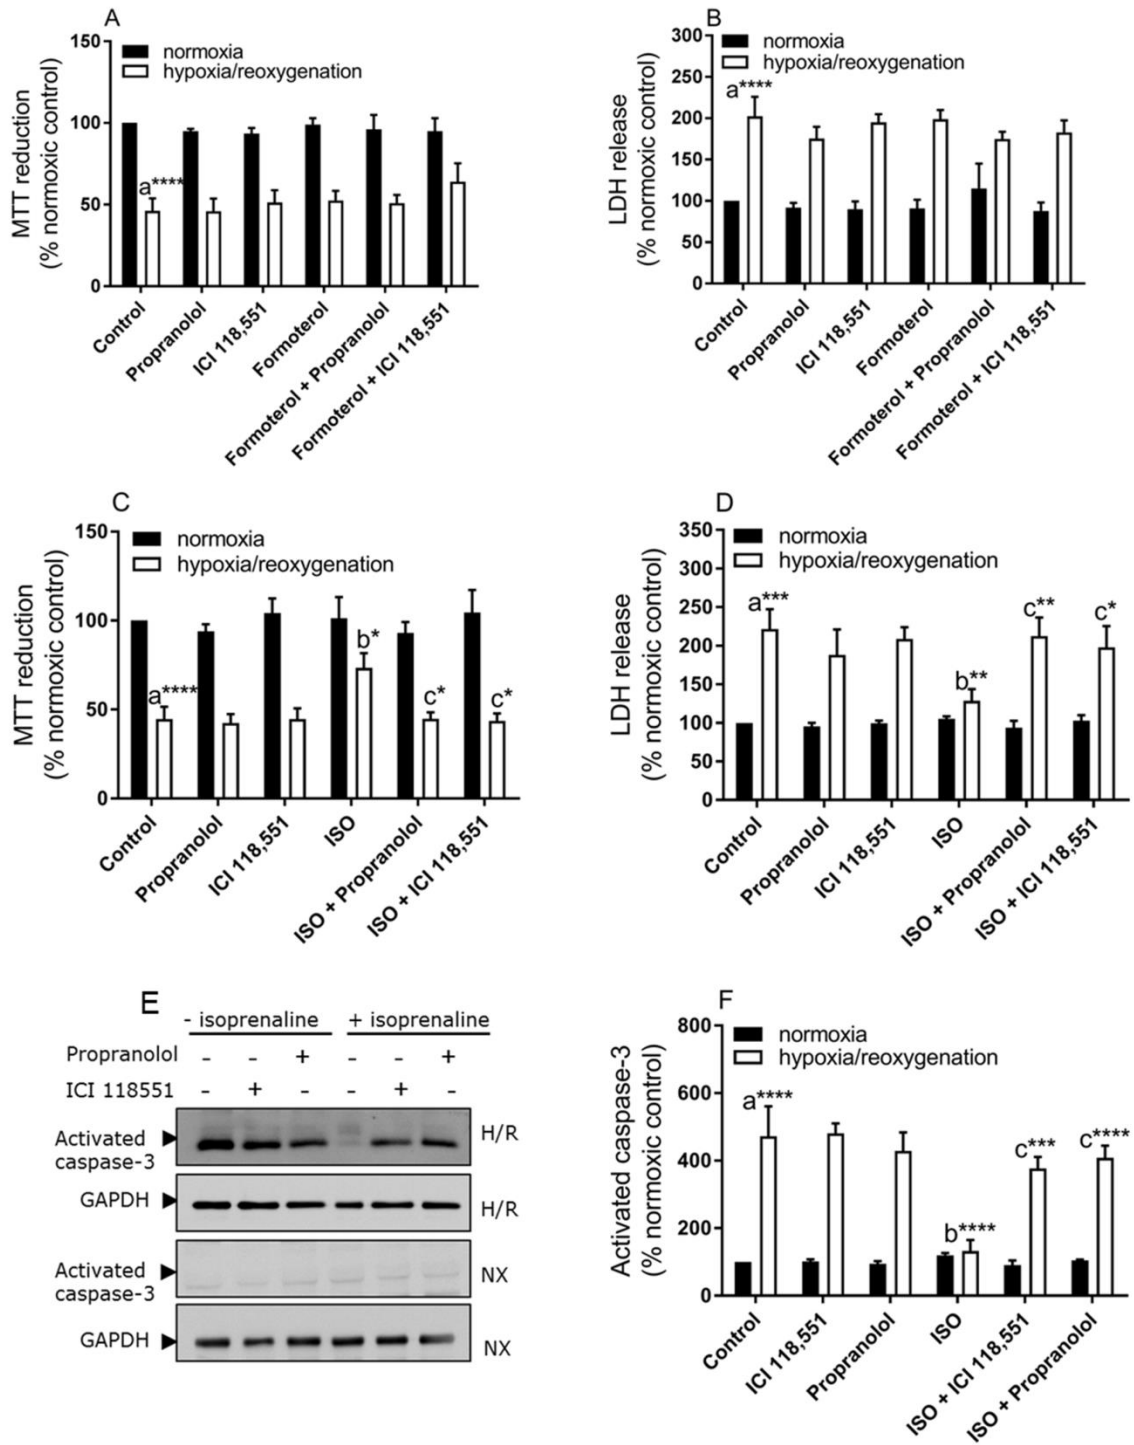 A
MTT reduction
(% normoxic control)
150
100
50
0
normoxia
hypoxia/reoxygenation
a****
Control
Propranolol
ICI 118,551
Formoterol
Formoterol + Propranolol
Formoterol + ICI 118,551
B
LDH release
(% normoxic control)
300
250
200
150
100
50
0
normoxia
hypoxia/reoxygenation
a****
Control
Propranolol
ICI 118,551
Formoterol
Formoterol + Propranolol
Formoterol + ICI 118,551
C
MTT reduction
(% normoxic control)
150
100
50
0
normoxia
hypoxia/reoxygenation
a****
b*
c*
c*
Control
Propranolol
ICI 118,551
ISO
ISO + Propranolol
ISO + ICI 118,551
D
LDH release
(% normoxic control)
350
300
250
200
150
100
50
0
normoxia
hypoxia/reoxygenation
a***
b**
c**
c*
Control
Propranolol
ICI 118,551
ISO
ISO + Propranolol
ISO + ICI 118,551
E
- isoprenaline + isoprenaline
Propranolol - - + - - +
ICI 118551 - + - - + -
Activated
caspase-3
H/R
GAPDH
H/R
Activated
caspase-3
NX
GAPDH
NX
F
Activated caspase-3
(% normoxic control)
800
600
400
200
0
normoxia
hypoxia/reoxygenation
a****
b****
c***
c****
Control
ICI 118,551
Propranolol
ISO
ISO + ICI 118,551
ISO + Propranolol